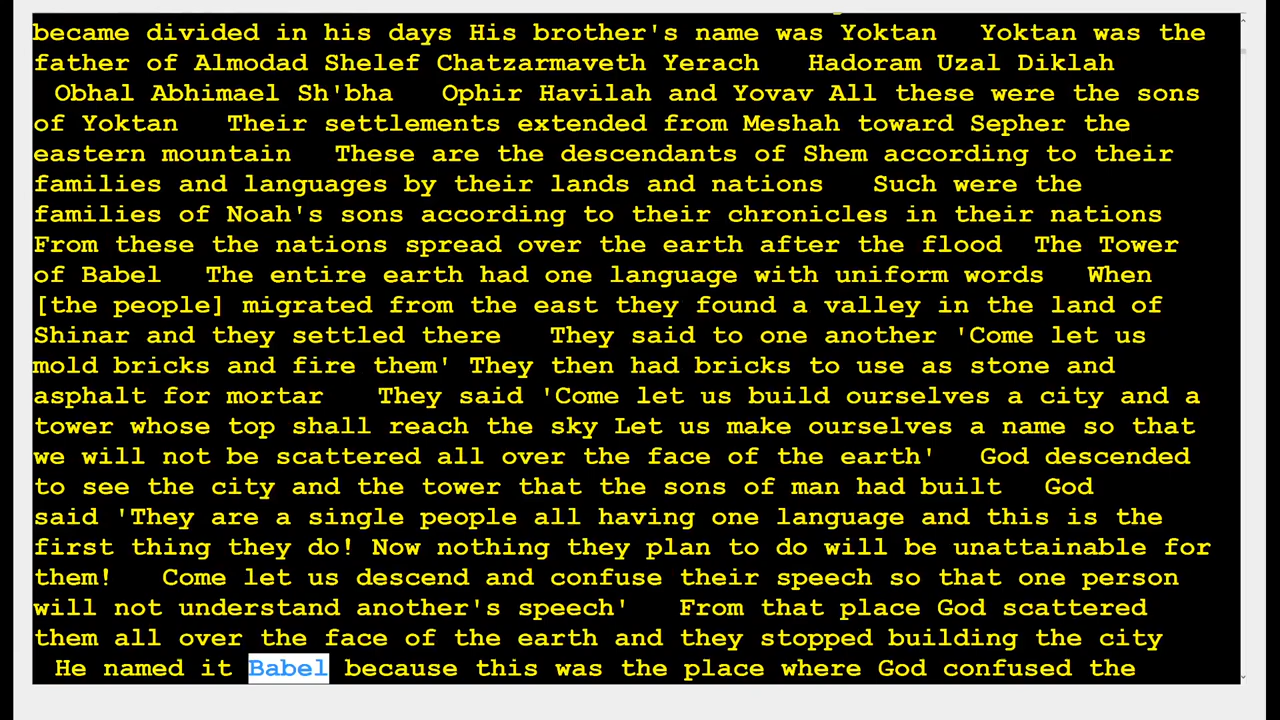 became divided in his days His brother's name was Yoktan Yoktan was the
father of Almodad Shelef Chatzarmaveth Yerach Hadoram Uzal Diklah
Obhal Abhimael Sh'bha Ophir Havilah and Yovav All these were the sons
of Yoktan Their settlements extended from Meshah toward Sepher the
eastern mountain These are the descendants of Shem according to their
families and languages by their lands and nations Such were the
families of Noah's sons according to their chronicles in their nations
From these the nations spread over the earth after the flood The Tower
of Babel The entire earth had one language with uniform words When
[the people] migrated from the east they found a valley in the land of
Shinar and they settled there They said to one another 'Come let us
mold bricks and fire them' They then had bricks to use as stone and
asphalt for mortar They said 'Come let us build ourselves a city and a
tower whose top shall reach the sky Let us make ourselves a name so that
we will not be scattered all over the face of the earth' God descended
to see the city and the tower that the sons of man had built God
said 'They are a single people all having one language and this is the
first thing they do! Now nothing they plan to do will be unattainable for
them! Come let us descend and confuse their speech so that one person
will not understand another's speech' From that place God scattered
them all over the face of the earth and they stopped building the city
He named it Babel because this was the place where God confused the